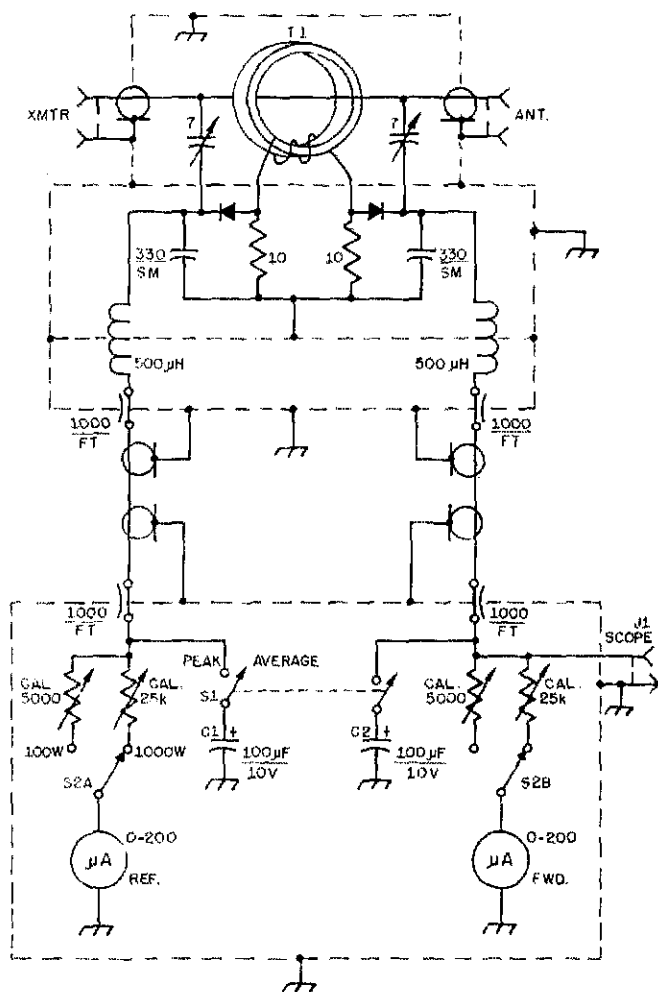 T1
XMTR
ANT.
7
7
330
SM
10
10
330
SM
500 µH
500 µH
1000
FT
1000
FT
1000
FT
1000
FT
J1
SCOPE
PEAK
AVERAGE
CAL.
5000
CAL.
25k
S1
CAL.
5000
CAL.
25k
C1 +
100µF
10V
C2 +
100µF
10V
100W
1000W
S2A
S2B
0-200
µA
REF.
0-200
µA
FWD.